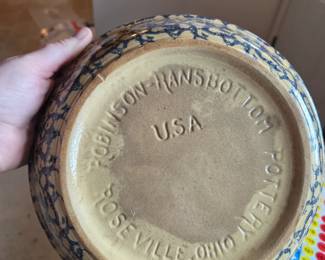 ROBINSON-RANSBOTTOM POTTERY
USA
ROSEVILLE, OHIO